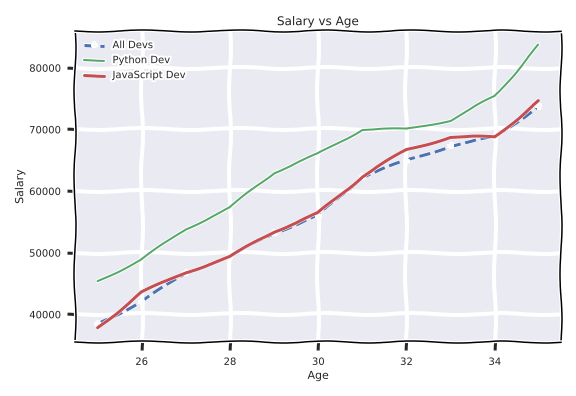 Salary vs Age
All Devs
Python Dev
JavaScript Dev
80000
70000
60000
50000
40000
Salary
26 28 30 32 34
Age